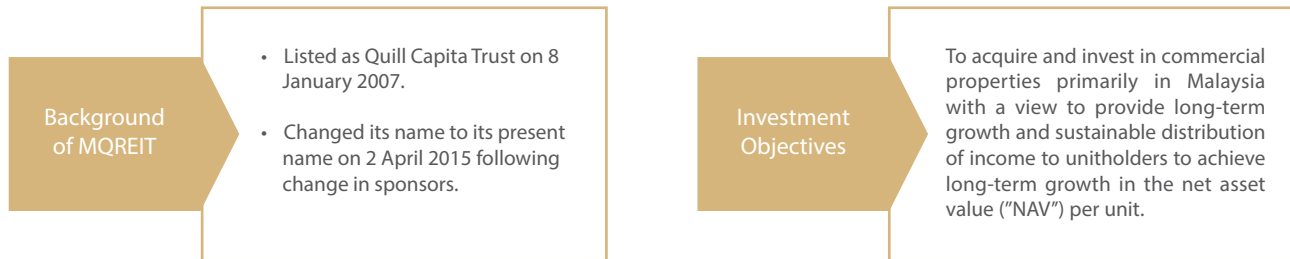 Background
of MQREIT
• Listed as Quill Capita Trust on 8
January 2007.
• Changed its name to its present
name on 2 April 2015 following
change in sponsors.
Investment
Objectives
To acquire and invest in commercial
properties primarily in Malaysia
with a view to provide long-term
growth and sustainable distribution
of income to unitholders to achieve
long-term growth in the net asset
value (”NAV”) per unit.